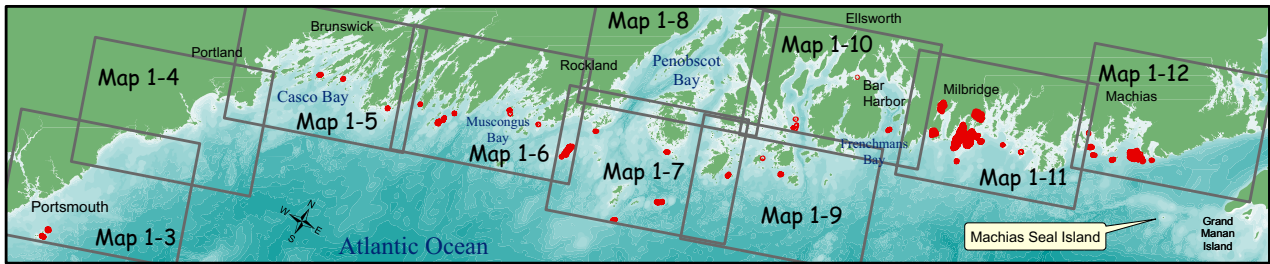 Map 1-8
Ellsworth
Brunswick
Map 1-10
Portland
Map 1-4
Rockland
Penobscot
Bay
Map 1-12
Bar
Harbor
Milbridge
Machias
Casco Bay
Map 1-5
Muscongus
Bay
Map 1-6
Frenchmans
Bay
Map 1-7
Map 1-11
Portsmouth
Map 1-3
N
W
E
S
Atlantic Ocean
Map 1-9
Machias Seal Island
Grand
Manan
Island